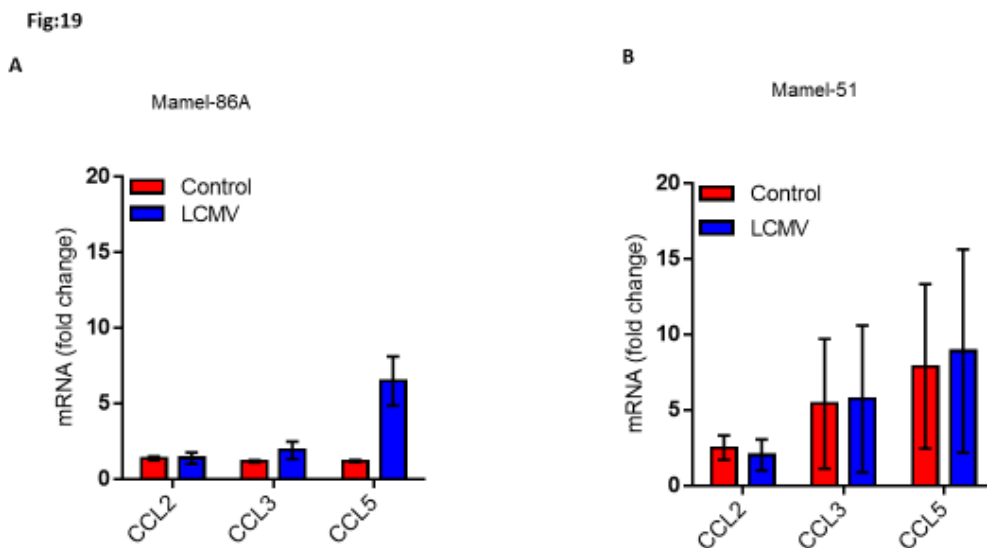 Fig:19
A
Mamel-86A
mRNA (fold change)
20
15
10
5
0
Control
LCMV
CCL2
CCL3
CCL5
B
Mamel-51
mRNA (fold change)
20
15
10
5
0
Control
LCMV
CCL2
CCL3
CCL5